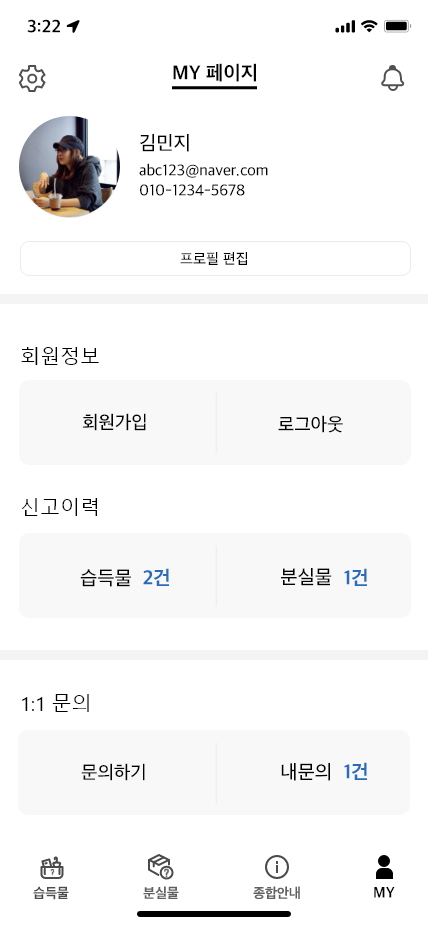 3:22
MY 페이지
김민지
abc123@naver.com
010-1234-5678
프로필 편집
회원정보
회원가입 로그아웃
신고이력
습득물 2건 분실물 1건
1:1 문의
문의하기 내문의 1건
습득물 분실물 종합안내 MY